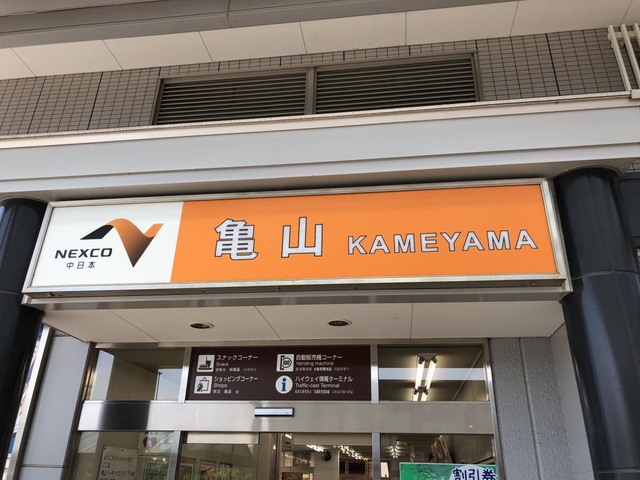 NEXCO
中日本
亀山 KAMEYAMA
スナックコーナー
Snack
自動販売機コーナー
Vending machine
ショッピングコーナー
Shops
ハイウェイ情報ターミナル
Traffic-cast Terminal
割引券